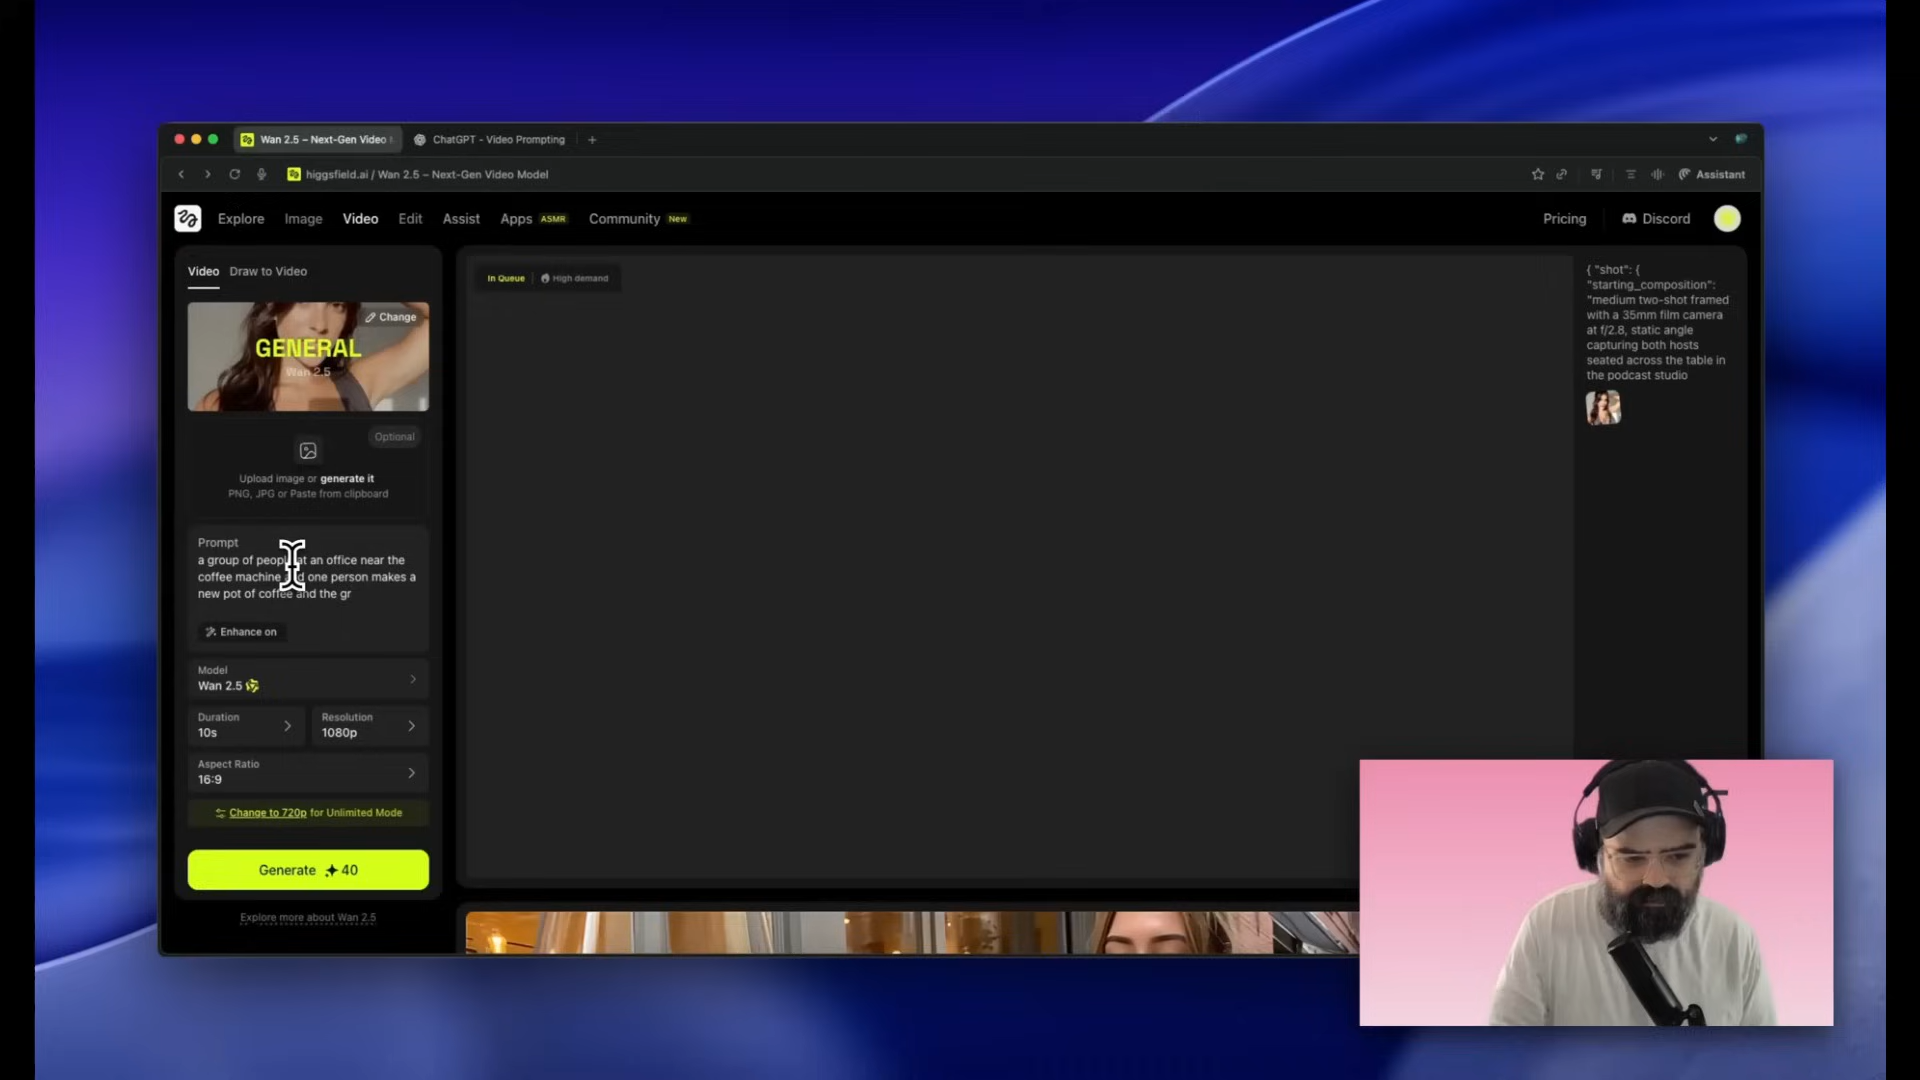 Wan 2.5 – Next-Gen Video
ChatGPT - Video Prompting
higgsfield.ai / Wan 2.5 – Next-Gen Video Model
Assistant
Explore
Image
Video
Edit
Assist
Apps ASMR
Community New
Pricing
Discord
Video
Draw to Video
Change
GENERAL
Wan 2.5
Optional
Upload image or generate it
PNG, JPG or Paste from clipboard
Prompt
a group of people at an office near the
coffee machine and one person makes a
new pot of coffee and the gr
Enhance on
Model
Wan 2.5
Duration
10s
Resolution
1080p
Aspect Ratio
16:9
Change to 720p for Unlimited Mode
Generate 40
Explore more about Wan 2.5
In Queue
High demand
{ "shot": {
"starting_composition":
"medium two-shot framed
with a 35mm film camera
at f/2.8, static angle
capturing both hosts
seated across the table in
the podcast studio